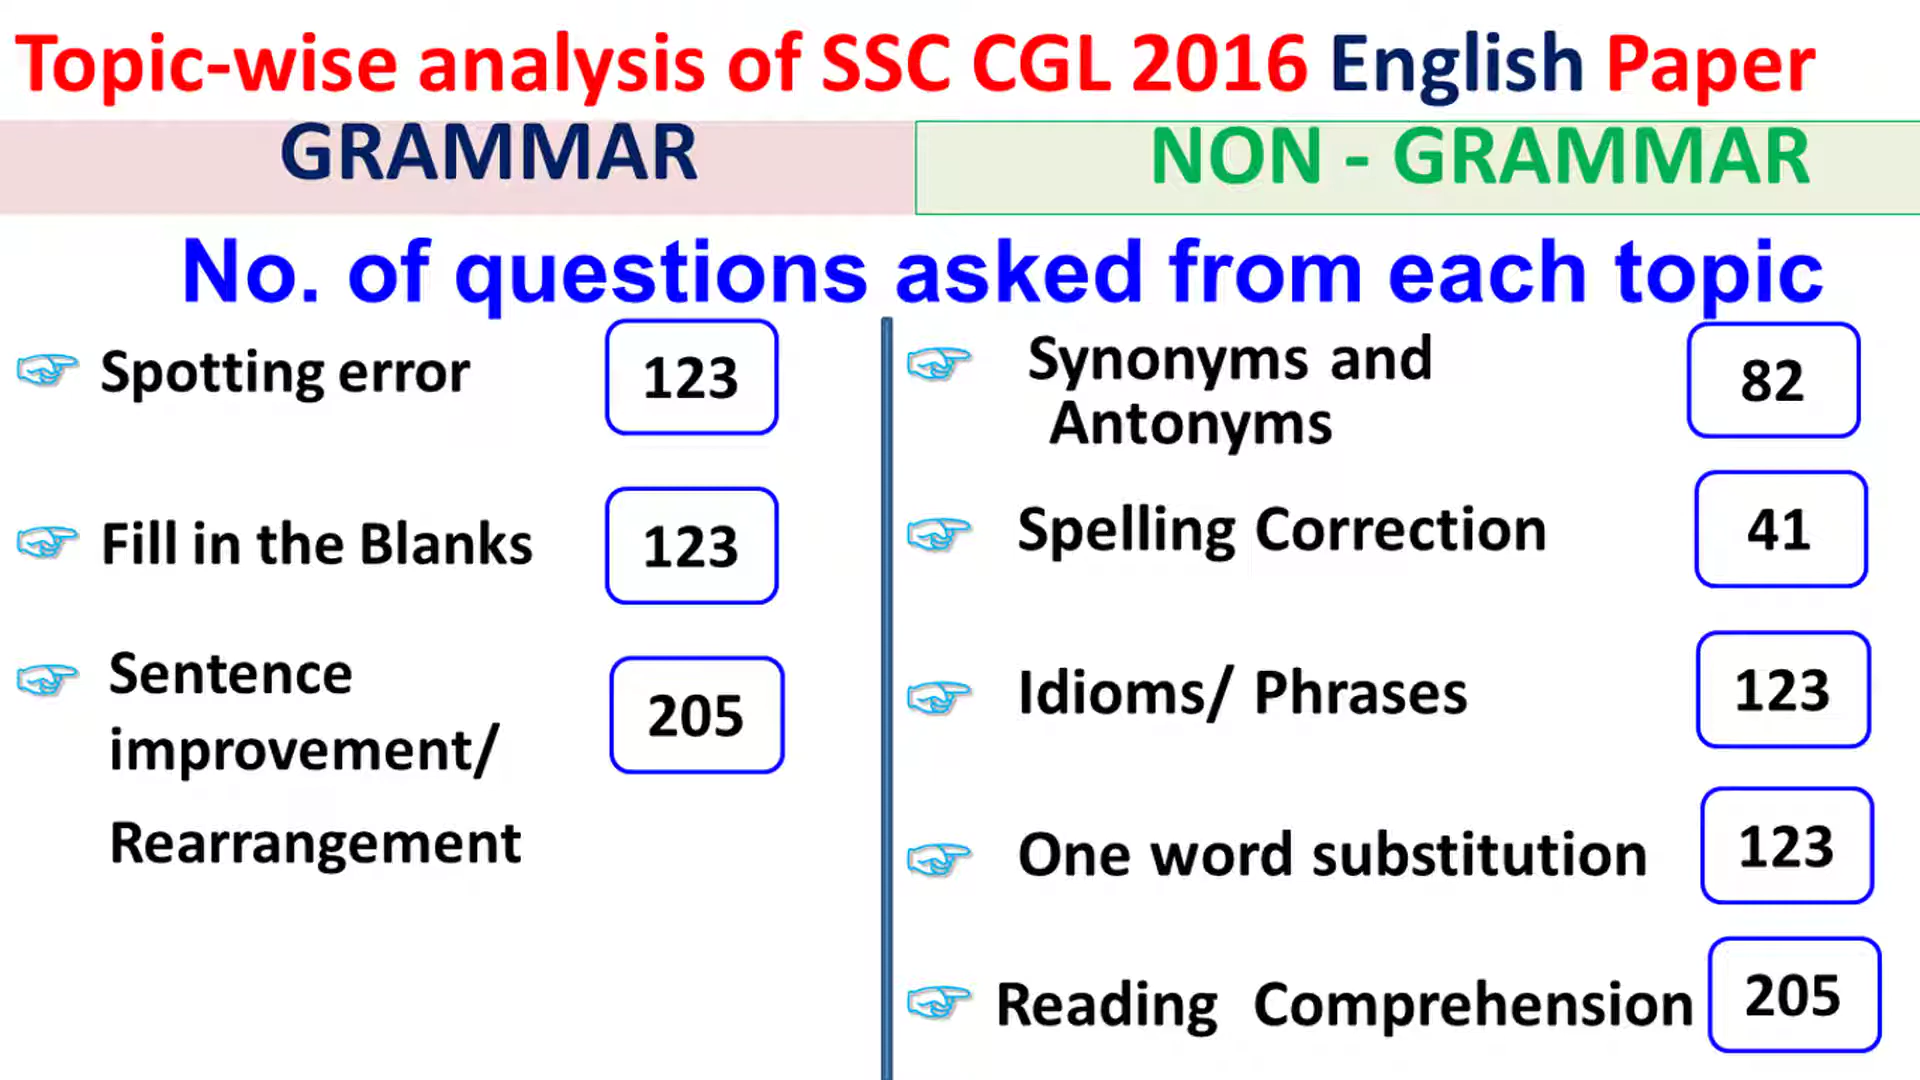 Topic-wise analysis of SSC CGL 2016 English Paper
GRAMMAR
NON - GRAMMAR
No. of questions asked from each topic
Spotting error 123
Fill in the Blanks 123
Sentence
improvement/ 205
Rearrangement
Synonyms and
Antonyms 82
Spelling Correction 41
Idioms/ Phrases 123
One word substitution 123
Reading Comprehension 205